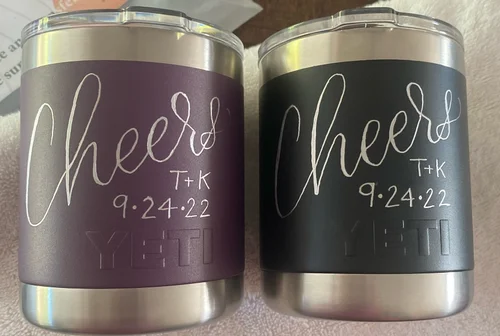 Cheers
T+K
9·24·22
YETI
Cheers
T+K
9·24·22
YETI